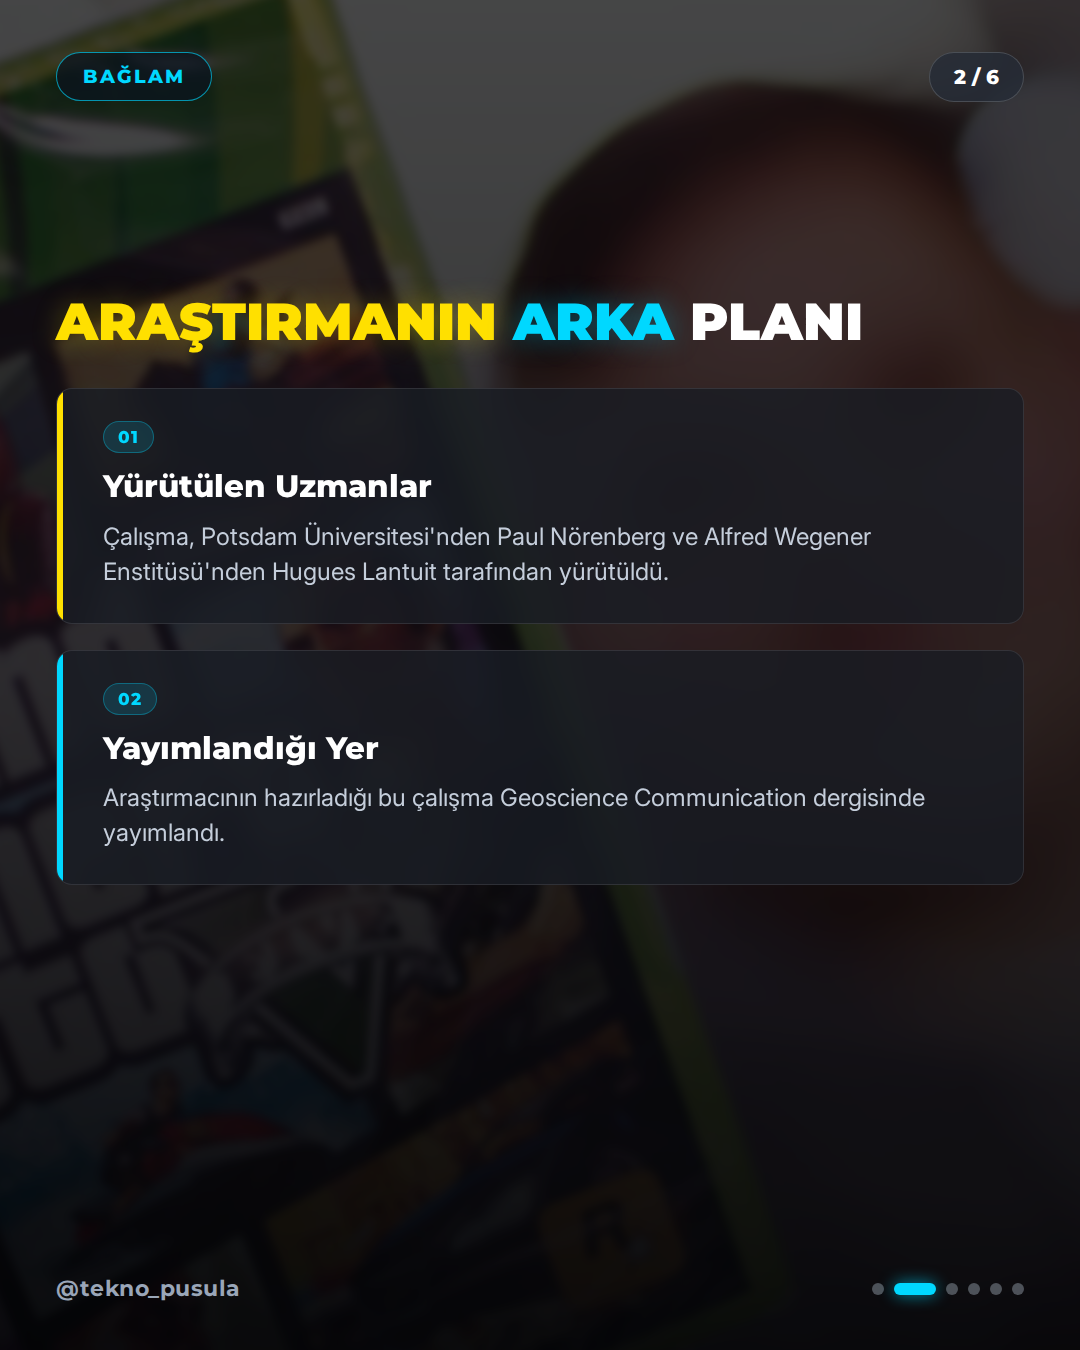 BAĞLAM
2 / 6
ARAŞTIRMANIN ARKA PLANI
01
Yürütülen Uzmanlar
Çalışma, Potsdam Üniversitesi'nden Paul Nörenberg ve Alfred Wegener
Enstitüsü'nden Hugues Lantuit tarafından yürütüldü.
02
Yayımlandığı Yer
Araştırmacının hazırladığı bu çalışma Geoscience Communication dergisinde
yayımlandı.
@tekno_pusula